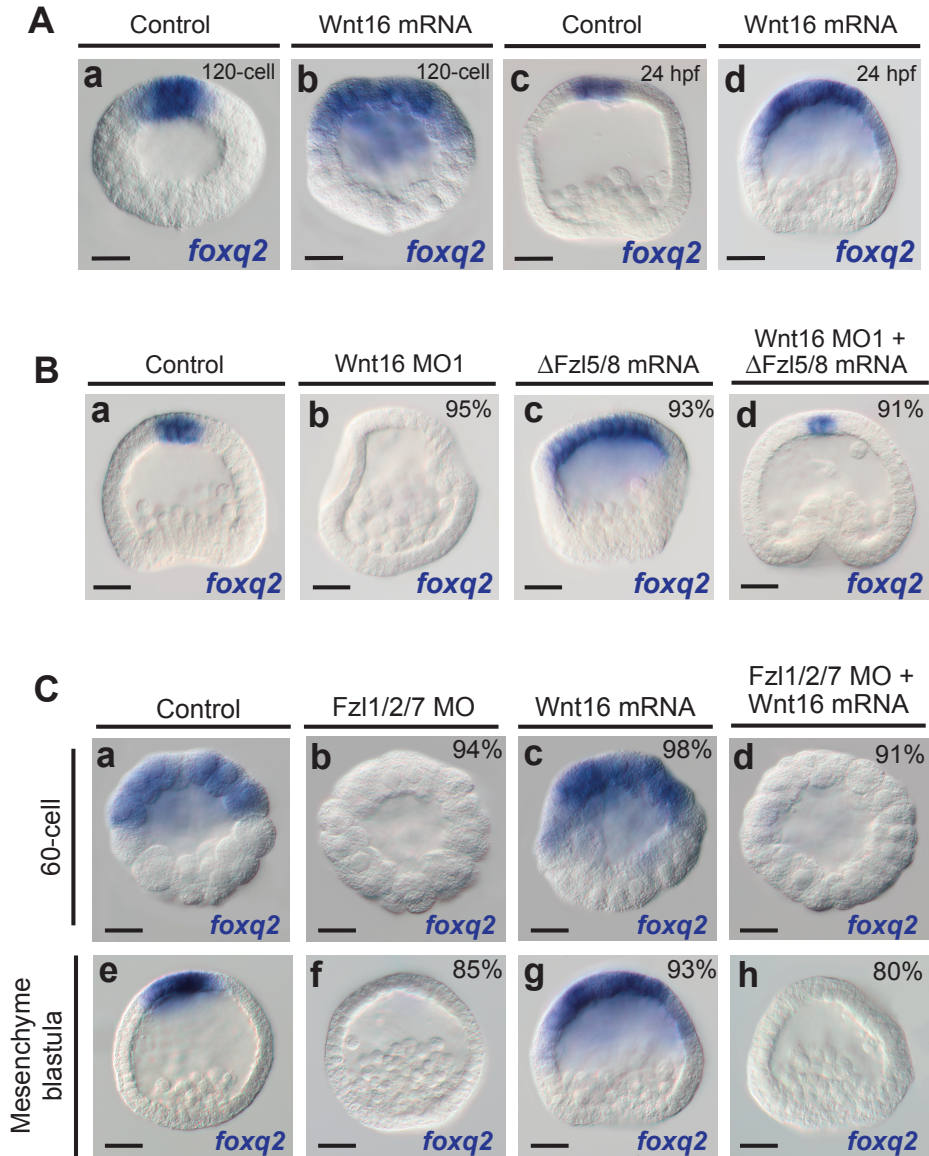 A
Control
Wnt16 mRNA
Control
Wnt16 mRNA
a
120-cell
foxq2
b
120-cell
foxq2
c
24 hpf
foxq2
d
24 hpf
foxq2
B
Control
Wnt16 MO1
ΔFzl5/8 mRNA
Wnt16 MO1 +
ΔFzl5/8 mRNA
a
foxq2
b
95%
foxq2
c
93%
foxq2
d
91%
foxq2
C
Control
Fzl1/2/7 MO
Wnt16 mRNA
Fzl1/2/7 MO +
Wnt16 mRNA
60-cell
a
foxq2
b
94%
foxq2
c
98%
foxq2
d
91%
foxq2
Mesenchyme
blastula
e
foxq2
f
85%
foxq2
g
93%
foxq2
h
80%
foxq2